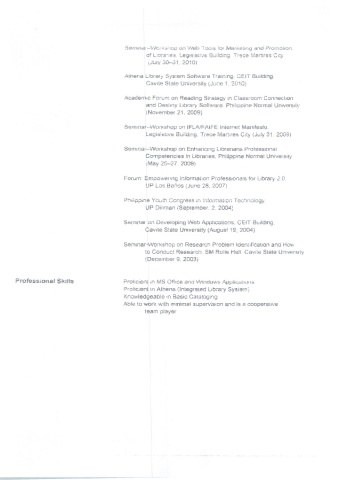 Seminar-Workshop on Web Tools for Marketing and Promotion
of Libraries, Legislative Building, Trece Martires City
(July 30-31, 2010)
Athena Library System Software Training, CEIT Building,
Cavite State University (June 1, 2010)
Academic Forum on Reading Strategy in Classroom Connection
and Destiny Library Software, Philippine Normal University
(November 21, 2009)
Seminar-Workshop on IFLA/FAIFE Internet Manifesto,
Legislative Building, Trece Martires City (July 21, 2009)
Seminar-Workshop on Enhancing Librarians Professional
Competencies in Libraries, Philippine Normal University
(May 25-27, 2009)
Forum: Empowering Information Professionals for Library 2.0
UP Los Baños (June 28, 2007)
Philippine Youth Congress in Information Technology
UP Diliman (September, 2, 2004)
Seminar on Developing Web Applications, CEIT Building
Cavite State University (August 18, 2004)
Seminar-Workshop on Research Problem Identification and How
to Conduct Research, SM Rolle Hall, Cavite State University
(December 9, 2003)
Professional Skills
Proficient in MS Office and Windows Applications
Proficient in Athena (Integrated Library System)
Knowledgeable in Basic Cataloging
Able to work with minimal supervision and is a cooperative
team player